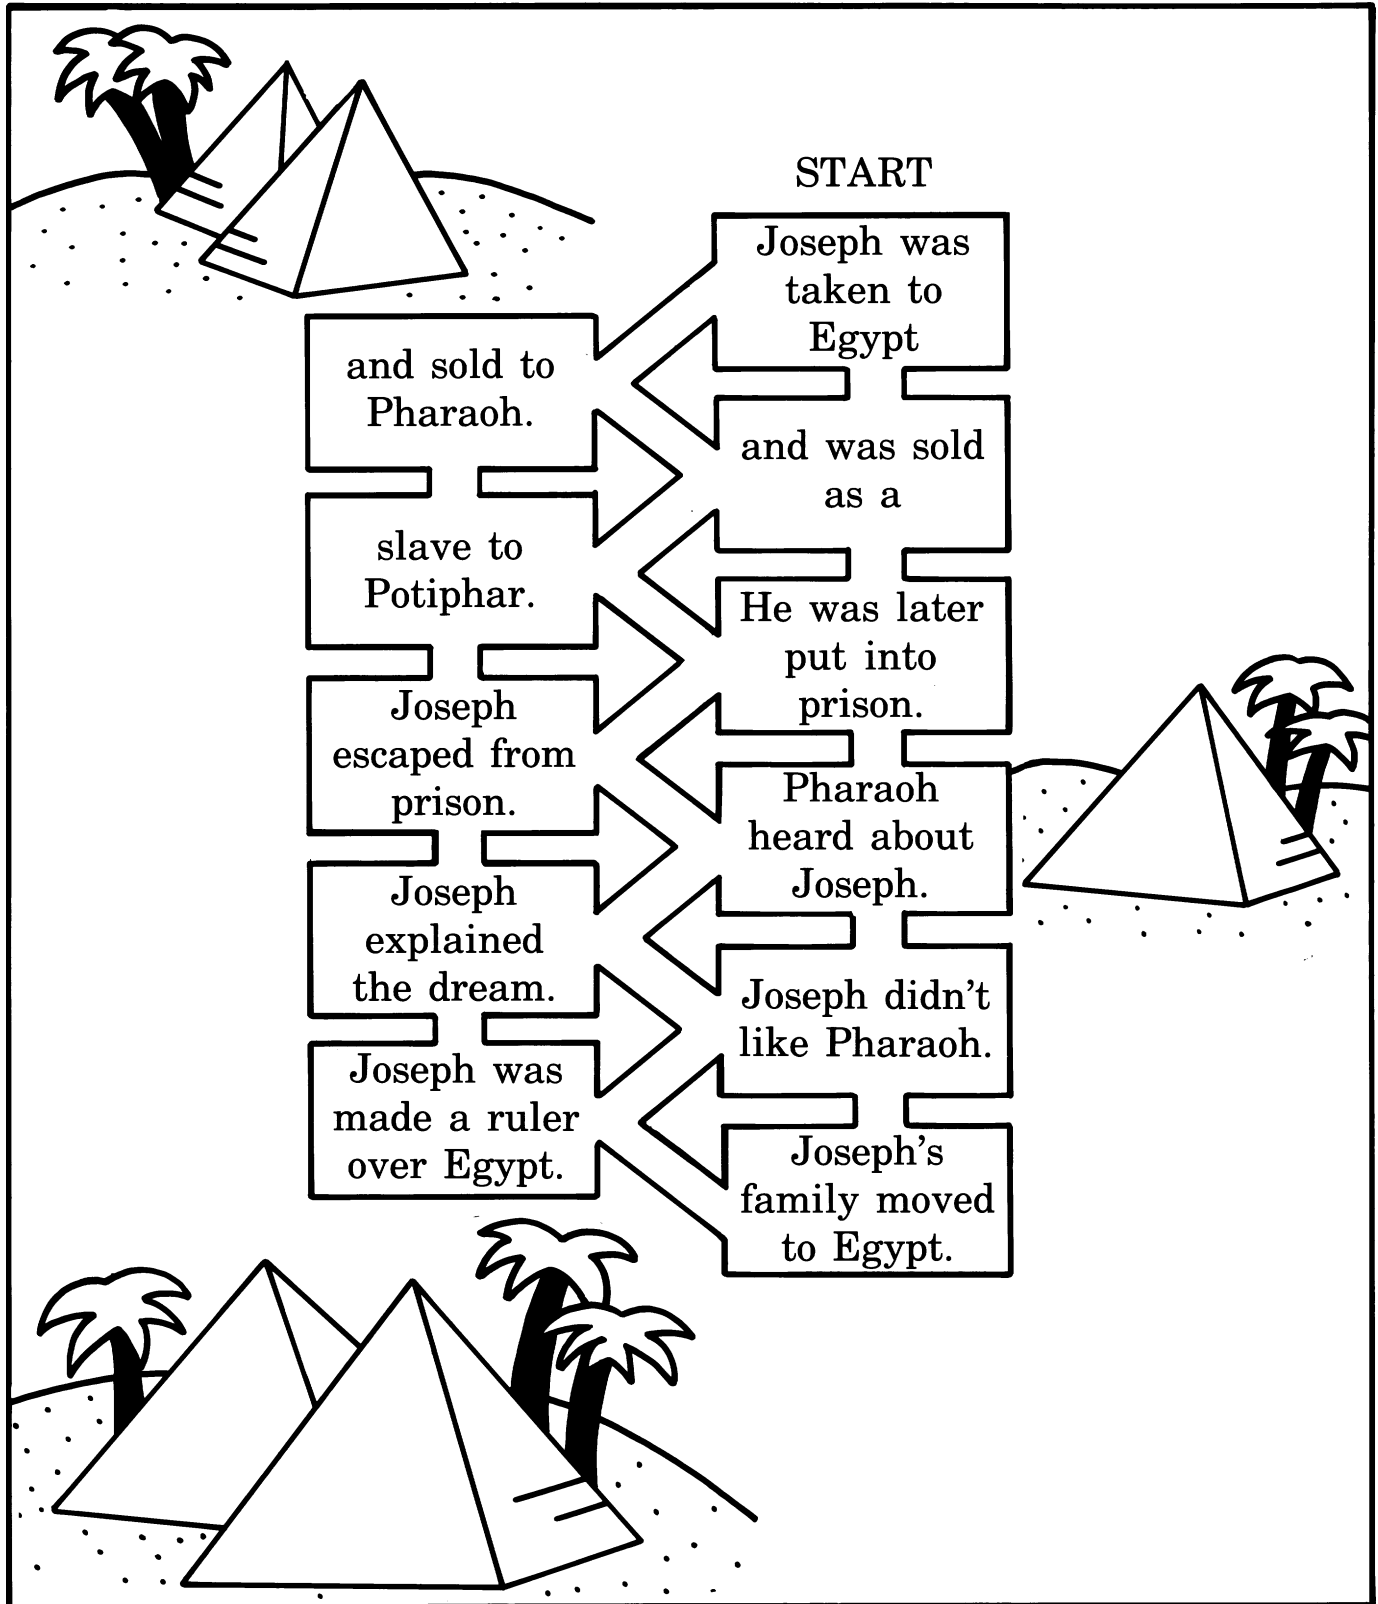 START
Joseph was
taken to
Egypt
and sold to
Pharaoh.
and was sold
as a
slave to
Potiphar.
He was later
put into
prison.
Joseph
escaped from
prison.
Pharaoh
heard about
Joseph.
Joseph
explained
the dream.
Joseph didn't
like Pharaoh.
Joseph was
made a ruler
over Egypt.
Joseph's
family moved
to Egypt.